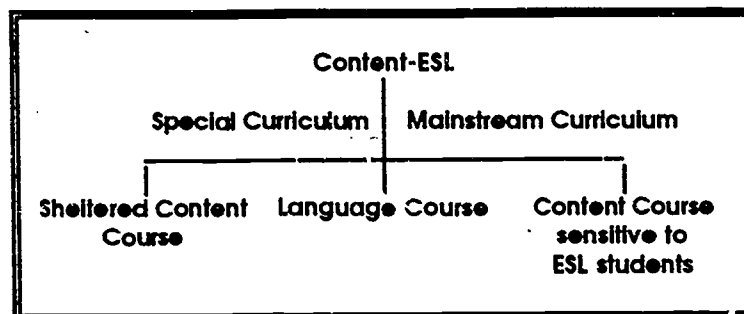 Content-ESL
Special Curriculum Mainstream Curriculum
Sheltered Content Course
Language Course
Content Course sensitive to ESL students